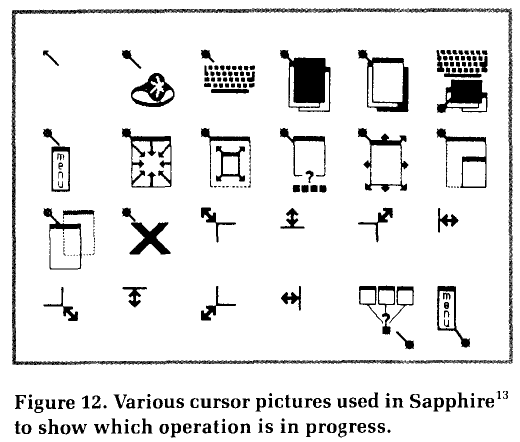 menu
?
?
menu
Figure 12. Various cursor pictures used in Sapphire¹³
to show which operation is in progress.